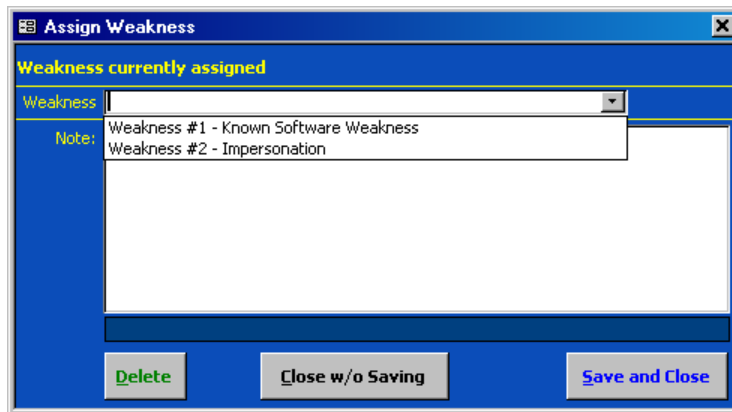 Assign Weakness
Weakness currently assigned
Weakness
Weakness #1 - Known Software Weakness
Weakness #2 - Impersonation
Note:
Delete
Close w/o Saving
Save and Close